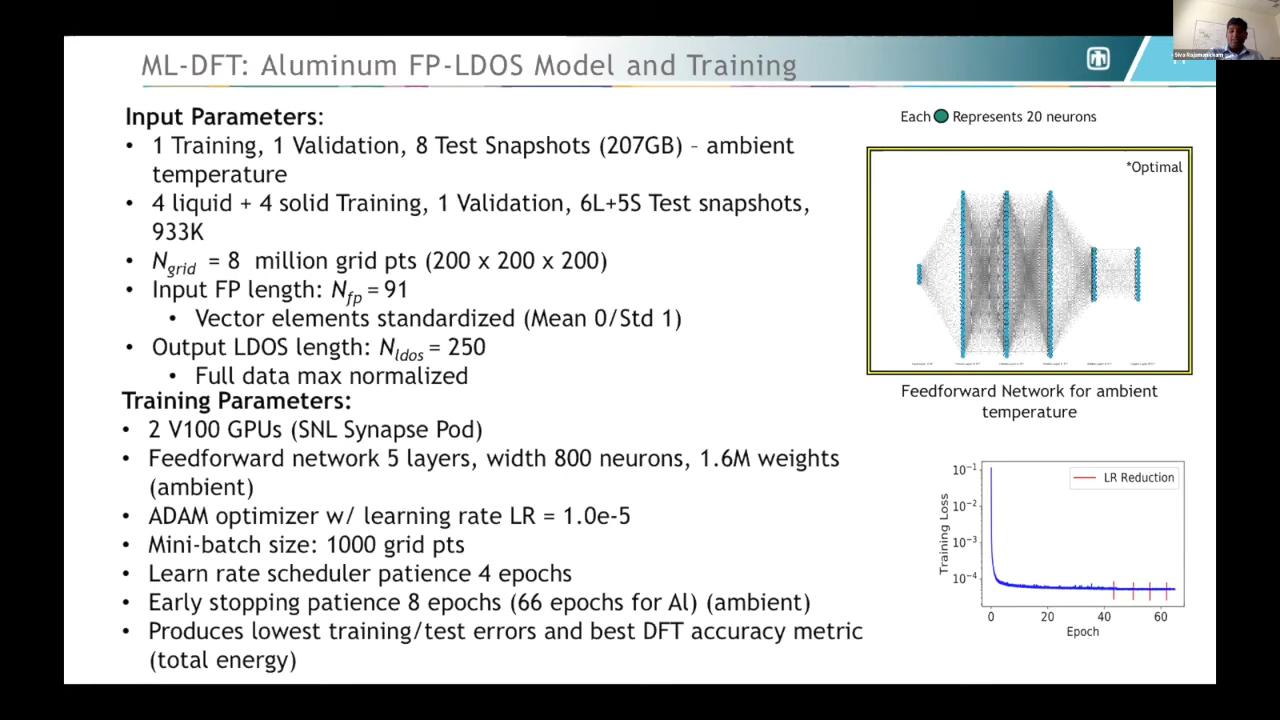 Siva Rajamanickam
ML-DFT: Aluminum FP-LDOS Model and Training
Input Parameters:
• 1 Training, 1 Validation, 8 Test Snapshots (207GB) – ambient
temperature
• 4 liquid + 4 solid Training, 1 Validation, 6L+5S Test snapshots,
933K
• Ngrid = 8 million grid pts (200 x 200 x 200)
• Input FP length: Nfp = 91
• Vector elements standardized (Mean 0/Std 1)
• Output LDOS length: Nldos = 250
• Full data max normalized
Training Parameters:
• 2 V100 GPUs (SNL Synapse Pod)
• Feedforward network 5 layers, width 800 neurons, 1.6M weights
(ambient)
• ADAM optimizer w/ learning rate LR = 1.0e-5
• Mini-batch size: 1000 grid pts
• Learn rate scheduler patience 4 epochs
• Early stopping patience 8 epochs (66 epochs for Al) (ambient)
• Produces lowest training/test errors and best DFT accuracy metric
(total energy)
Each Represents 20 neurons
*Optimal
Feedforward Network for ambient
temperature
LR Reduction
Training Loss
10⁻¹
10⁻²
10⁻³
10⁻⁴
0 20 40 60
Epoch